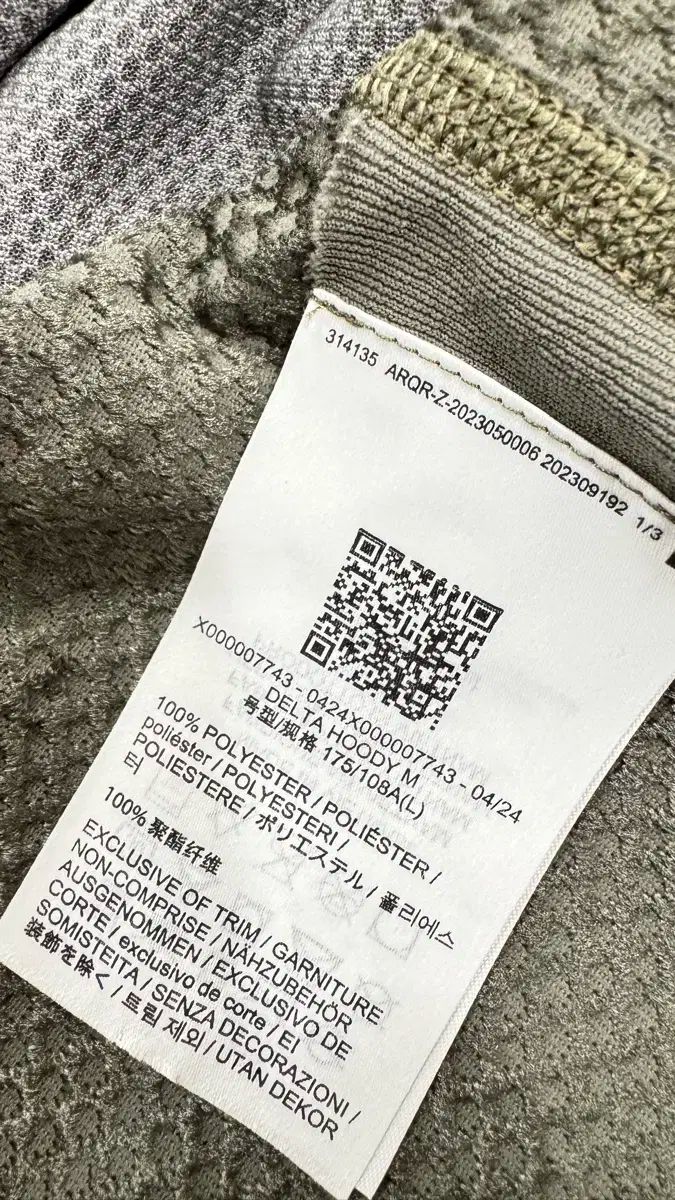 314135 ARQR-Z-2023050006 202309192 1/3
X000007743 - 0424X000007743 - 04/24
DELTA HOODY M
号型/规格 175/108A(L)
100% POLYESTER / POLIÉSTER /
poliéster / POLYESTERI /
POLIESTERE / ポリエステル / 폴리에스
터
100% 聚酯纤维
EXCLUSIVE OF TRIM / GARNITURE
NON-COMPRISE / NÄHZUBEHÖR
AUSGENOMMEN / EXCLUSIVO DE
CORTE / exclusivo de corte / EI
SOMISTEITA / SENZA DECORAZIONI /
装飾を除く / 트림 제외 / UTAN DEKOR